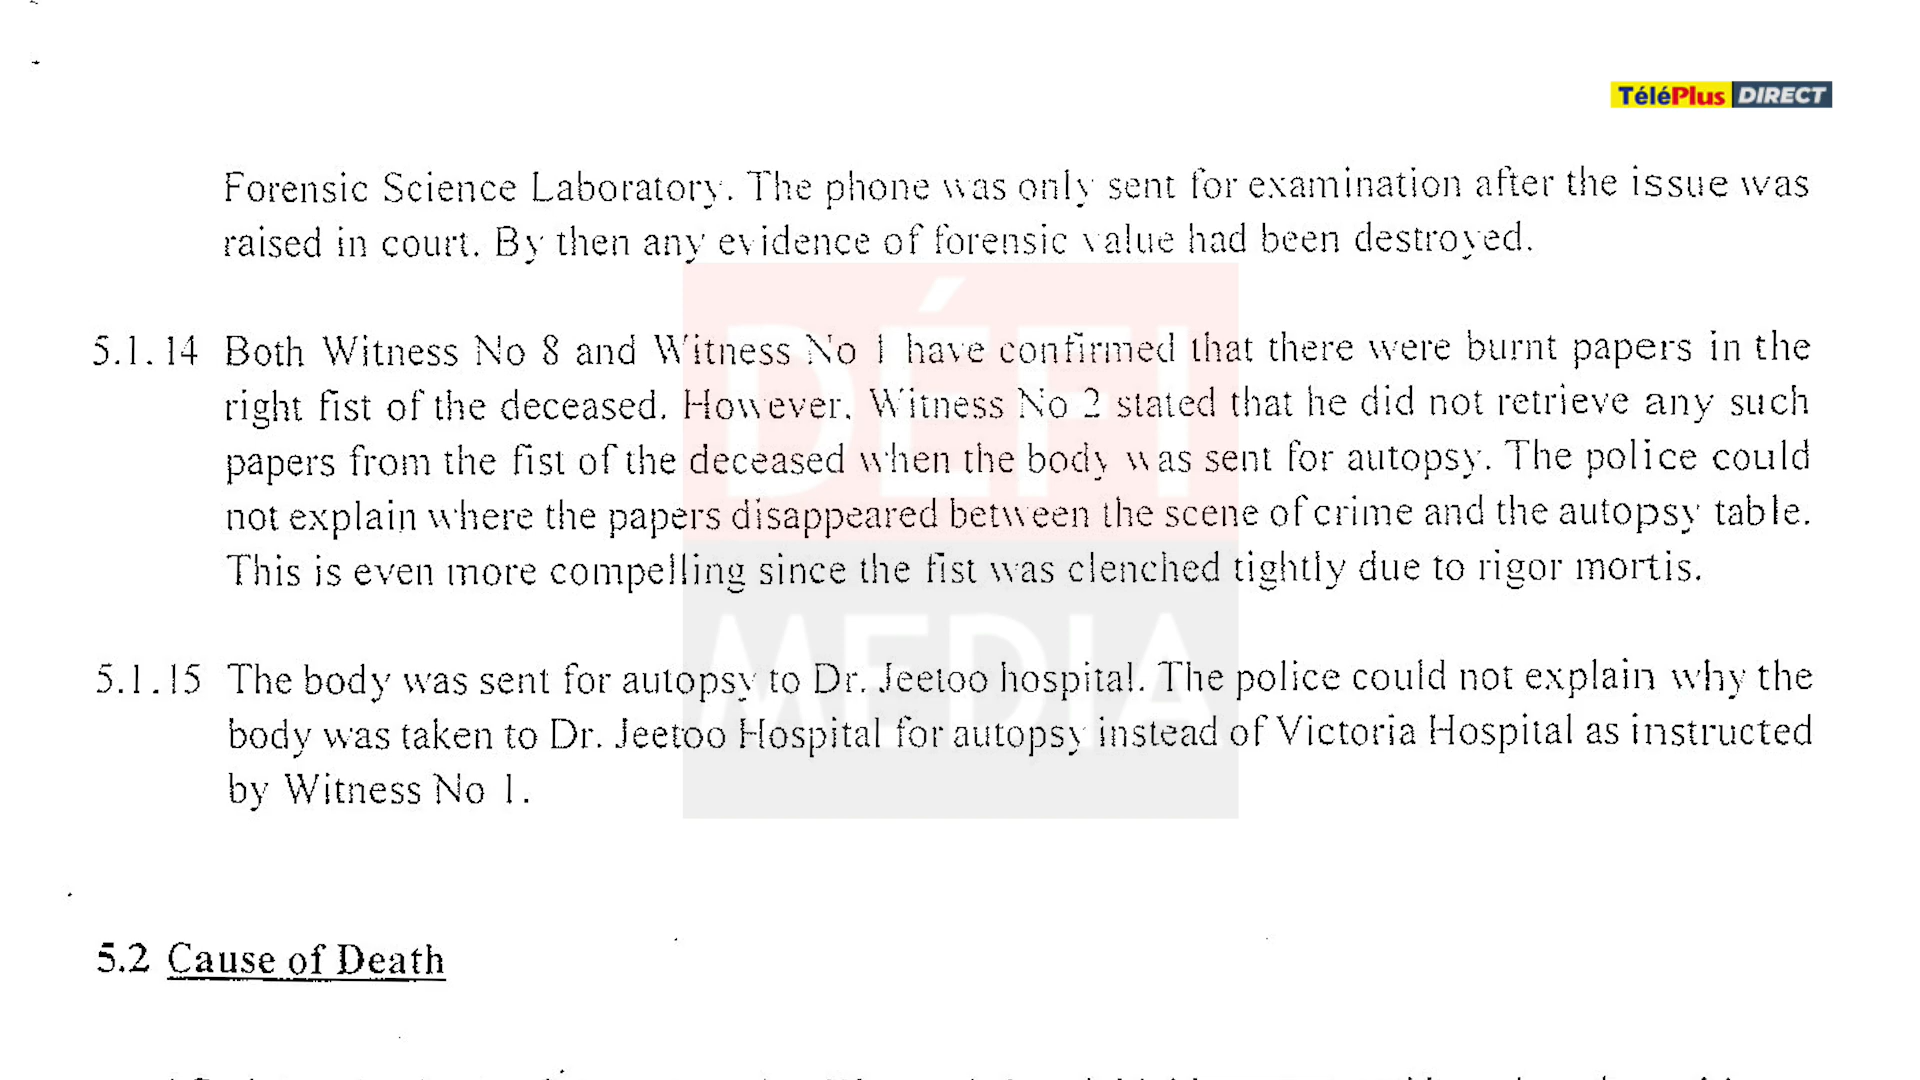 TéléPlus DIRECT
Forensic Science Laboratory. The phone was only sent for examination after the issue was
raised in court. By then any evidence of forensic value had been destroyed.
5.1.14 Both Witness No 8 and Witness No 1 have confirmed that there were burnt papers in the
right fist of the deceased. However, Witness No 2 stated that he did not retrieve any such
papers from the fist of the deceased when the body was sent for autopsy. The police could
not explain where the papers disappeared between the scene of crime and the autopsy table.
This is even more compelling since the fist was clenched tightly due to rigor mortis.
5.1.15 The body was sent for autopsy to Dr. Jeetoo hospital. The police could not explain why the
body was taken to Dr. Jeetoo Hospital for autopsy instead of Victoria Hospital as instructed
by Witness No 1.
5.2 Cause of Death
DÉFI
MEDIA